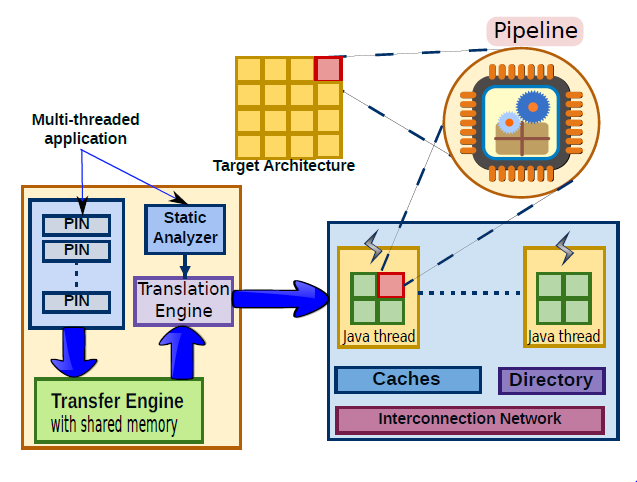 Pipeline
Multi-threaded
application
Target Architecture
PIN
PIN
PIN
Static
Analyzer
Translation
Engine
Transfer Engine
with shared memory
Java thread
Java thread
Caches
Directory
Interconnection Network